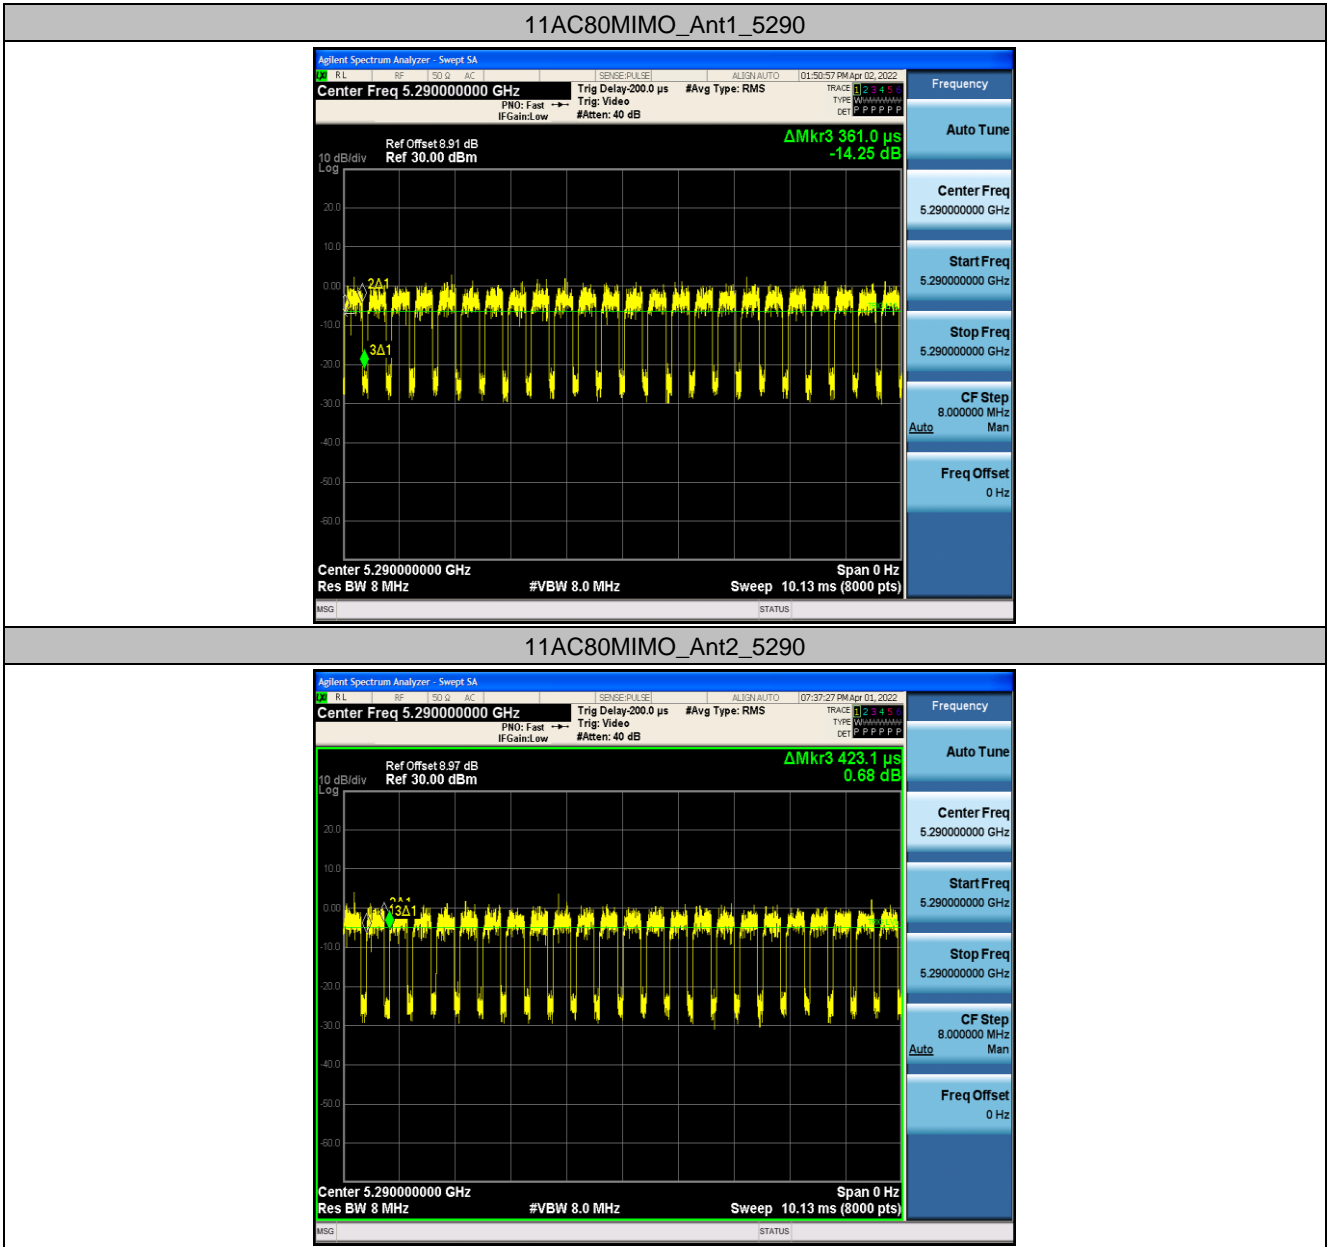 11AC80MIMO_Ant1_5290
Agilent Spectrum Analyzer - Swept SA
RL RF 50 Ω AC SENSE:PULSE ALIGN AUTO 01:50:57 PM Apr 02, 2022
Center Freq 5.290000000 GHz
PNO: Fast
IFGain:Low
Trig Delay-200.0 µs
Trig: Video
#Atten: 40 dB
#Avg Type: RMS
TRACE 1 2 3 4 5 6
TYPE W
DET P P P P P P
ΔMkr3 361.0 µs
-14.25 dB
Ref Offset 8.91 dB
10 dB/div Ref 30.00 dBm
Log
20.0
10.0
0.00
-10.0
-20.0
-30.0
-40.0
-50.0
-60.0
2Δ1
3Δ1
Center 5.290000000 GHz Span 0 Hz
Res BW 8 MHz #VBW 8.0 MHz Sweep 10.13 ms (8000 pts)
MSG STATUS
Frequency
Auto Tune
Center Freq
5.290000000 GHz
Start Freq
5.290000000 GHz
Stop Freq
5.290000000 GHz
CF Step
8.000000 MHz
Auto Man
Freq Offset
0 Hz
11AC80MIMO_Ant2_5290
Agilent Spectrum Analyzer - Swept SA
RL RF 50 Ω AC SENSE:PULSE ALIGN AUTO 07:37:27 PM Apr 01, 2022
Center Freq 5.290000000 GHz
PNO: Fast
IFGain:Low
Trig Delay-200.0 µs
Trig: Video
#Atten: 40 dB
#Avg Type: RMS
TRACE 1 2 3 4 5 6
TYPE W
DET P P P P P P
ΔMkr3 423.1 µs
0.68 dB
Ref Offset 8.97 dB
10 dB/div Ref 30.00 dBm
Log
20.0
10.0
0.00
-10.0
-20.0
-30.0
-40.0
-50.0
-60.0
3Δ1
Center 5.290000000 GHz Span 0 Hz
Res BW 8 MHz #VBW 8.0 MHz Sweep 10.13 ms (8000 pts)
MSG STATUS
Frequency
Auto Tune
Center Freq
5.290000000 GHz
Start Freq
5.290000000 GHz
Stop Freq
5.290000000 GHz
CF Step
8.000000 MHz
Auto Man
Freq Offset
0 Hz